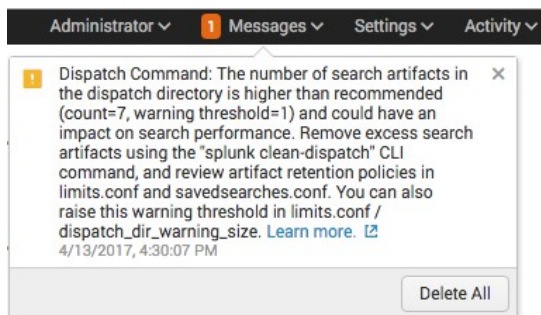 Administrator 1 Messages Settings Activity
Dispatch Command: The number of search artifacts in
the dispatch directory is higher than recommended
(count=7, warning threshold=1) and could have an
impact on search performance. Remove excess search
artifacts using the "splunk clean-dispatch" CLI
command, and review artifact retention policies in
limits.conf and savedsearches.conf. You can also
raise this warning threshold in limits.conf /
dispatch_dir_warning_size. Learn more.
4/13/2017, 4:30:07 PM
Delete All